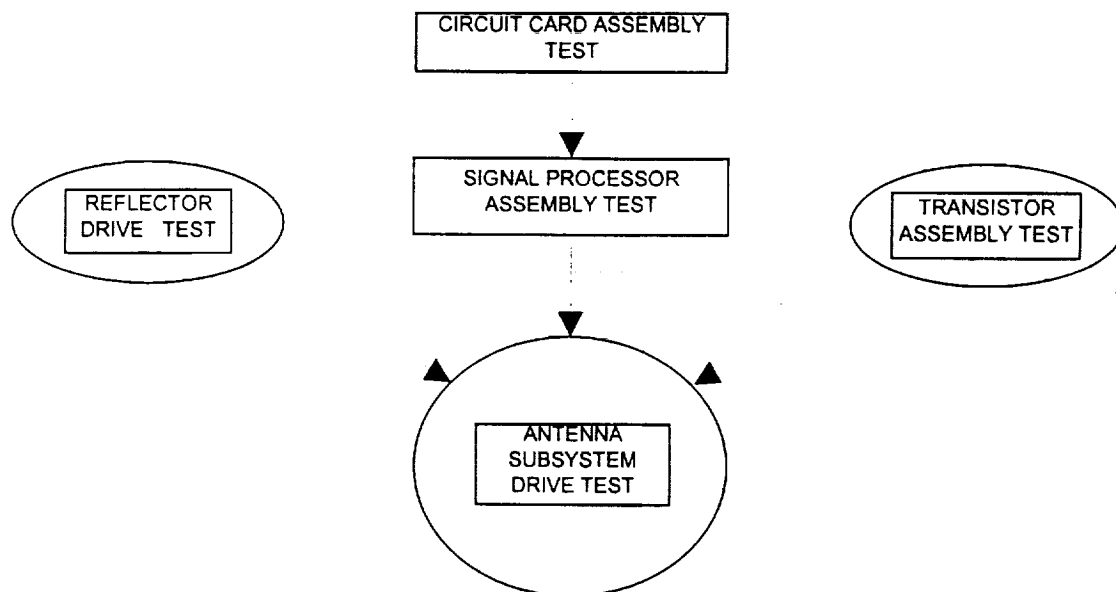 CIRCUIT CARD ASSEMBLY
TEST
SIGNAL PROCESSOR
ASSEMBLY TEST
REFLECTOR
DRIVE TEST
TRANSISTOR
ASSEMBLY TEST
ANTENNA
SUBSYSTEM
DRIVE TEST